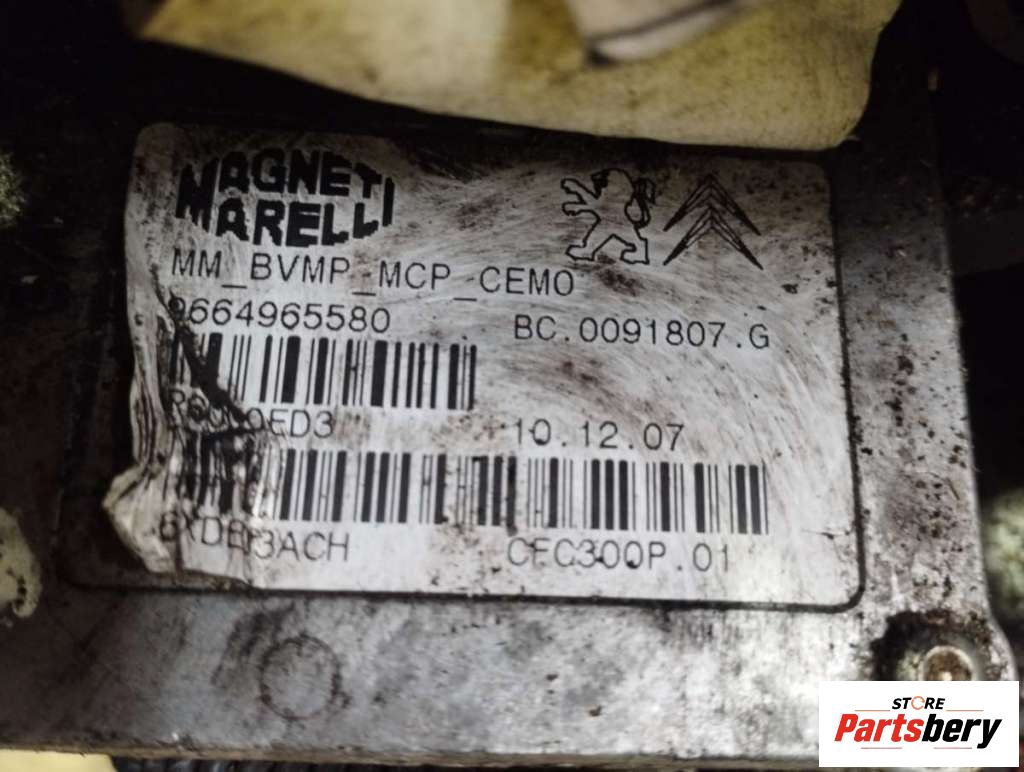 MAGNETI
MARELLI
MM_BVMP_MCP_CEMO
9664965580 BC.0091807.G
10.12.07
CFC300P.01
STORE
Partsbery